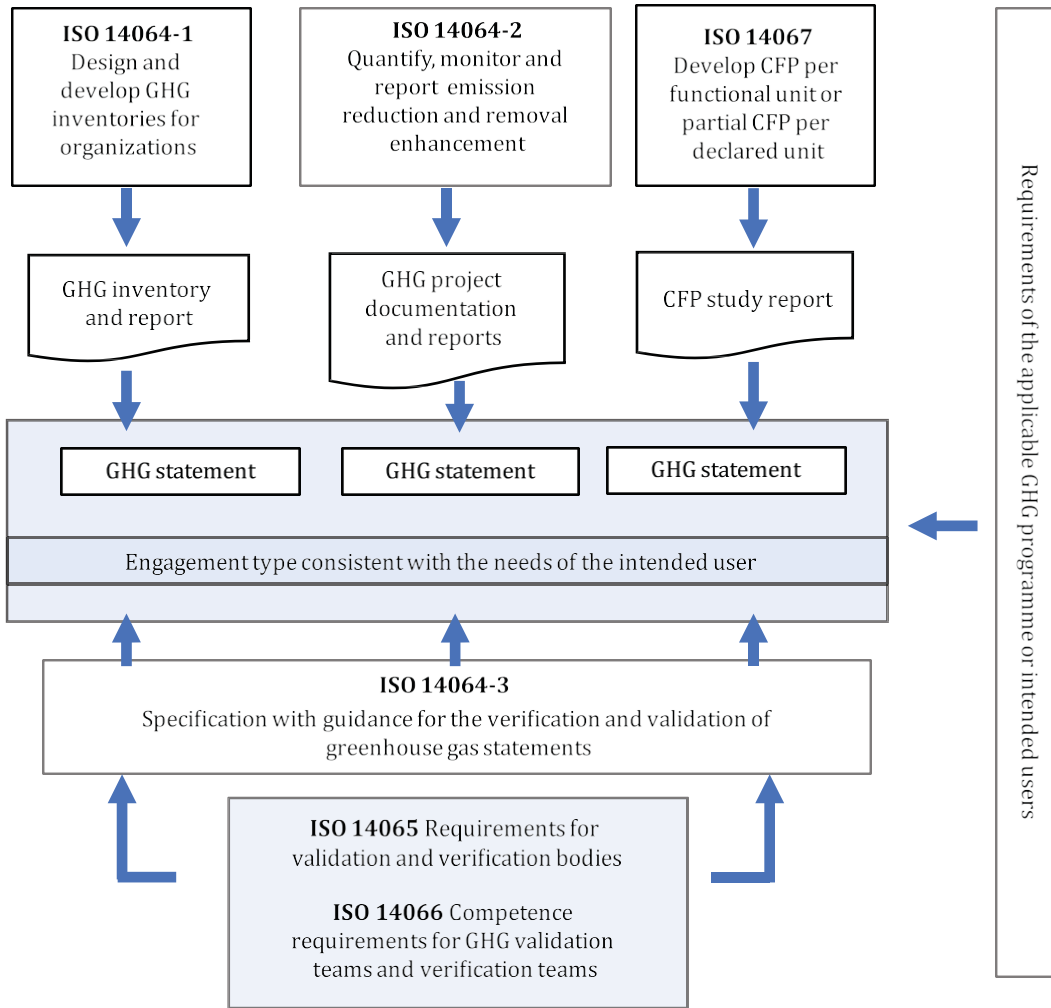 ISO 14064-1
Design and
develop GHG
inventories for
organizations
ISO 14064-2
Quantify, monitor and
report emission
reduction and removal
enhancement
ISO 14067
Develop CFP per
functional unit or
partial CFP per
declared unit
GHG inventory
and report
GHG project
documentation
and reports
CFP study report
GHG statement
GHG statement
GHG statement
Engagement type consistent with the needs of the intended user
ISO 14064-3
Specification with guidance for the verification and validation of
greenhouse gas statements
ISO 14065 Requirements for
validation and verification bodies
ISO 14066 Competence
requirements for GHG validation
teams and verification teams
Requirements of the applicable GHG programme or intended users